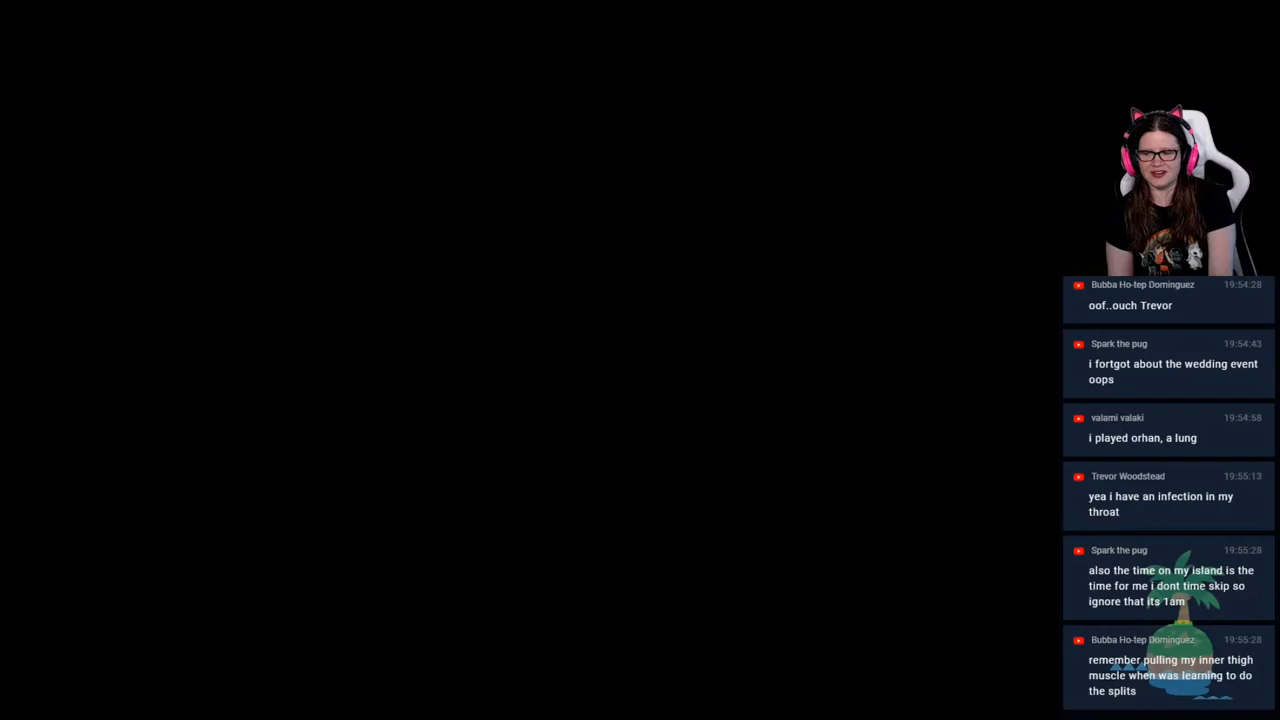 Bubba Ho-tep Dominguez 19:54:28
oof..ouch Trevor
Spark the pug 19:54:43
i fortgot about the wedding event
oops
valami valaki 19:54:58
i played orhan, a lung
Trevor Woodstead 19:55:13
yea i have an infection in my
throat
Spark the pug 19:55:28
also the time on my island is the
time for me i dont time skip so
ignore that its 1am
Bubba Ho-tep Dominguez 19:55:28
remember pulling my inner thigh
muscle when was learning to do
the splits